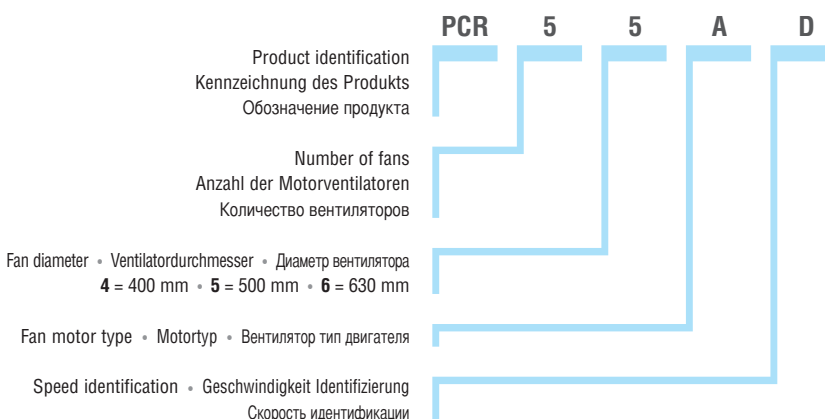 PCR 5 5 A D
Product identification
Kennzeichnung des Produkts
Обозначение продукта
Number of fans
Anzahl der Motorventilatoren
Количество вентиляторов
Fan diameter • Ventilatordurchmesser • Диаметр вентилятора
4 = 400 mm • 5 = 500 mm • 6 = 630 mm
Fan motor type • Motortyp • Вентилятор тип двигателя
Speed identification • Geschwindigkeit Identifizierung
Скорость идентификации